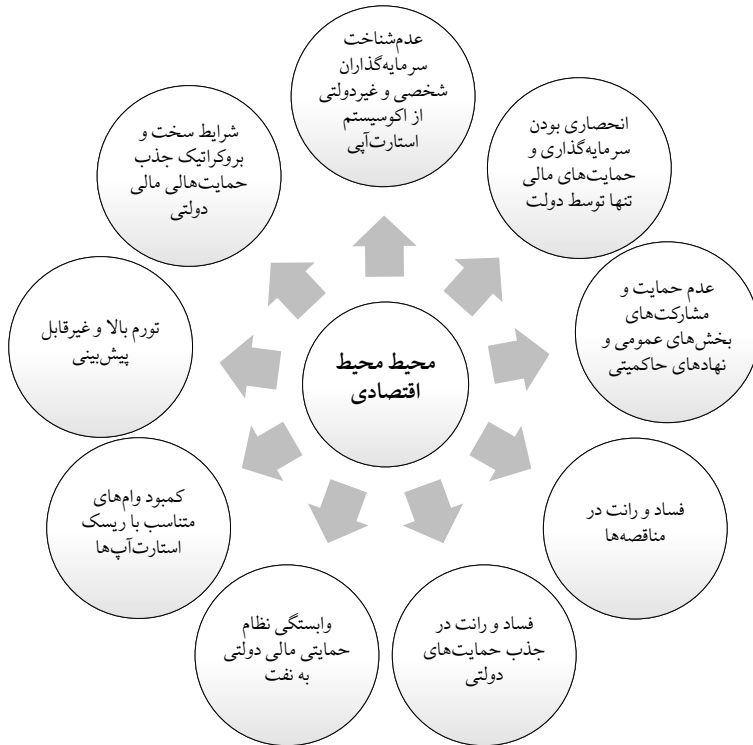 عدم‌شناخت
سرمایه‌گذاران
شخصی و غیردولتی
از اکوسیستم
استارت‌آپی
انحصاری بودن
سرمایه‌گذاری و
حمایت‌های مالی
تنها توسط دولت
عدم حمایت و
مشارکت‌های
بخش‌های عمومی و
نهادهای حاکمیتی
فساد و رانت در
مناقصه‌ها
فساد و رانت در
جذب حمایت‌های
دولتی
وابستگی نظام
حمایتی مالی دولتی
به نفت
کمبود وام‌های
متناسب با ریسک
استارت‌آپ‌ها
تورم بالا و غیرقابل
پیش‌بینی
شرایط سخت و
بروکراتیک جذب
حمایت‌هالی مالی
دولتی
محیط محیط
اقتصادی